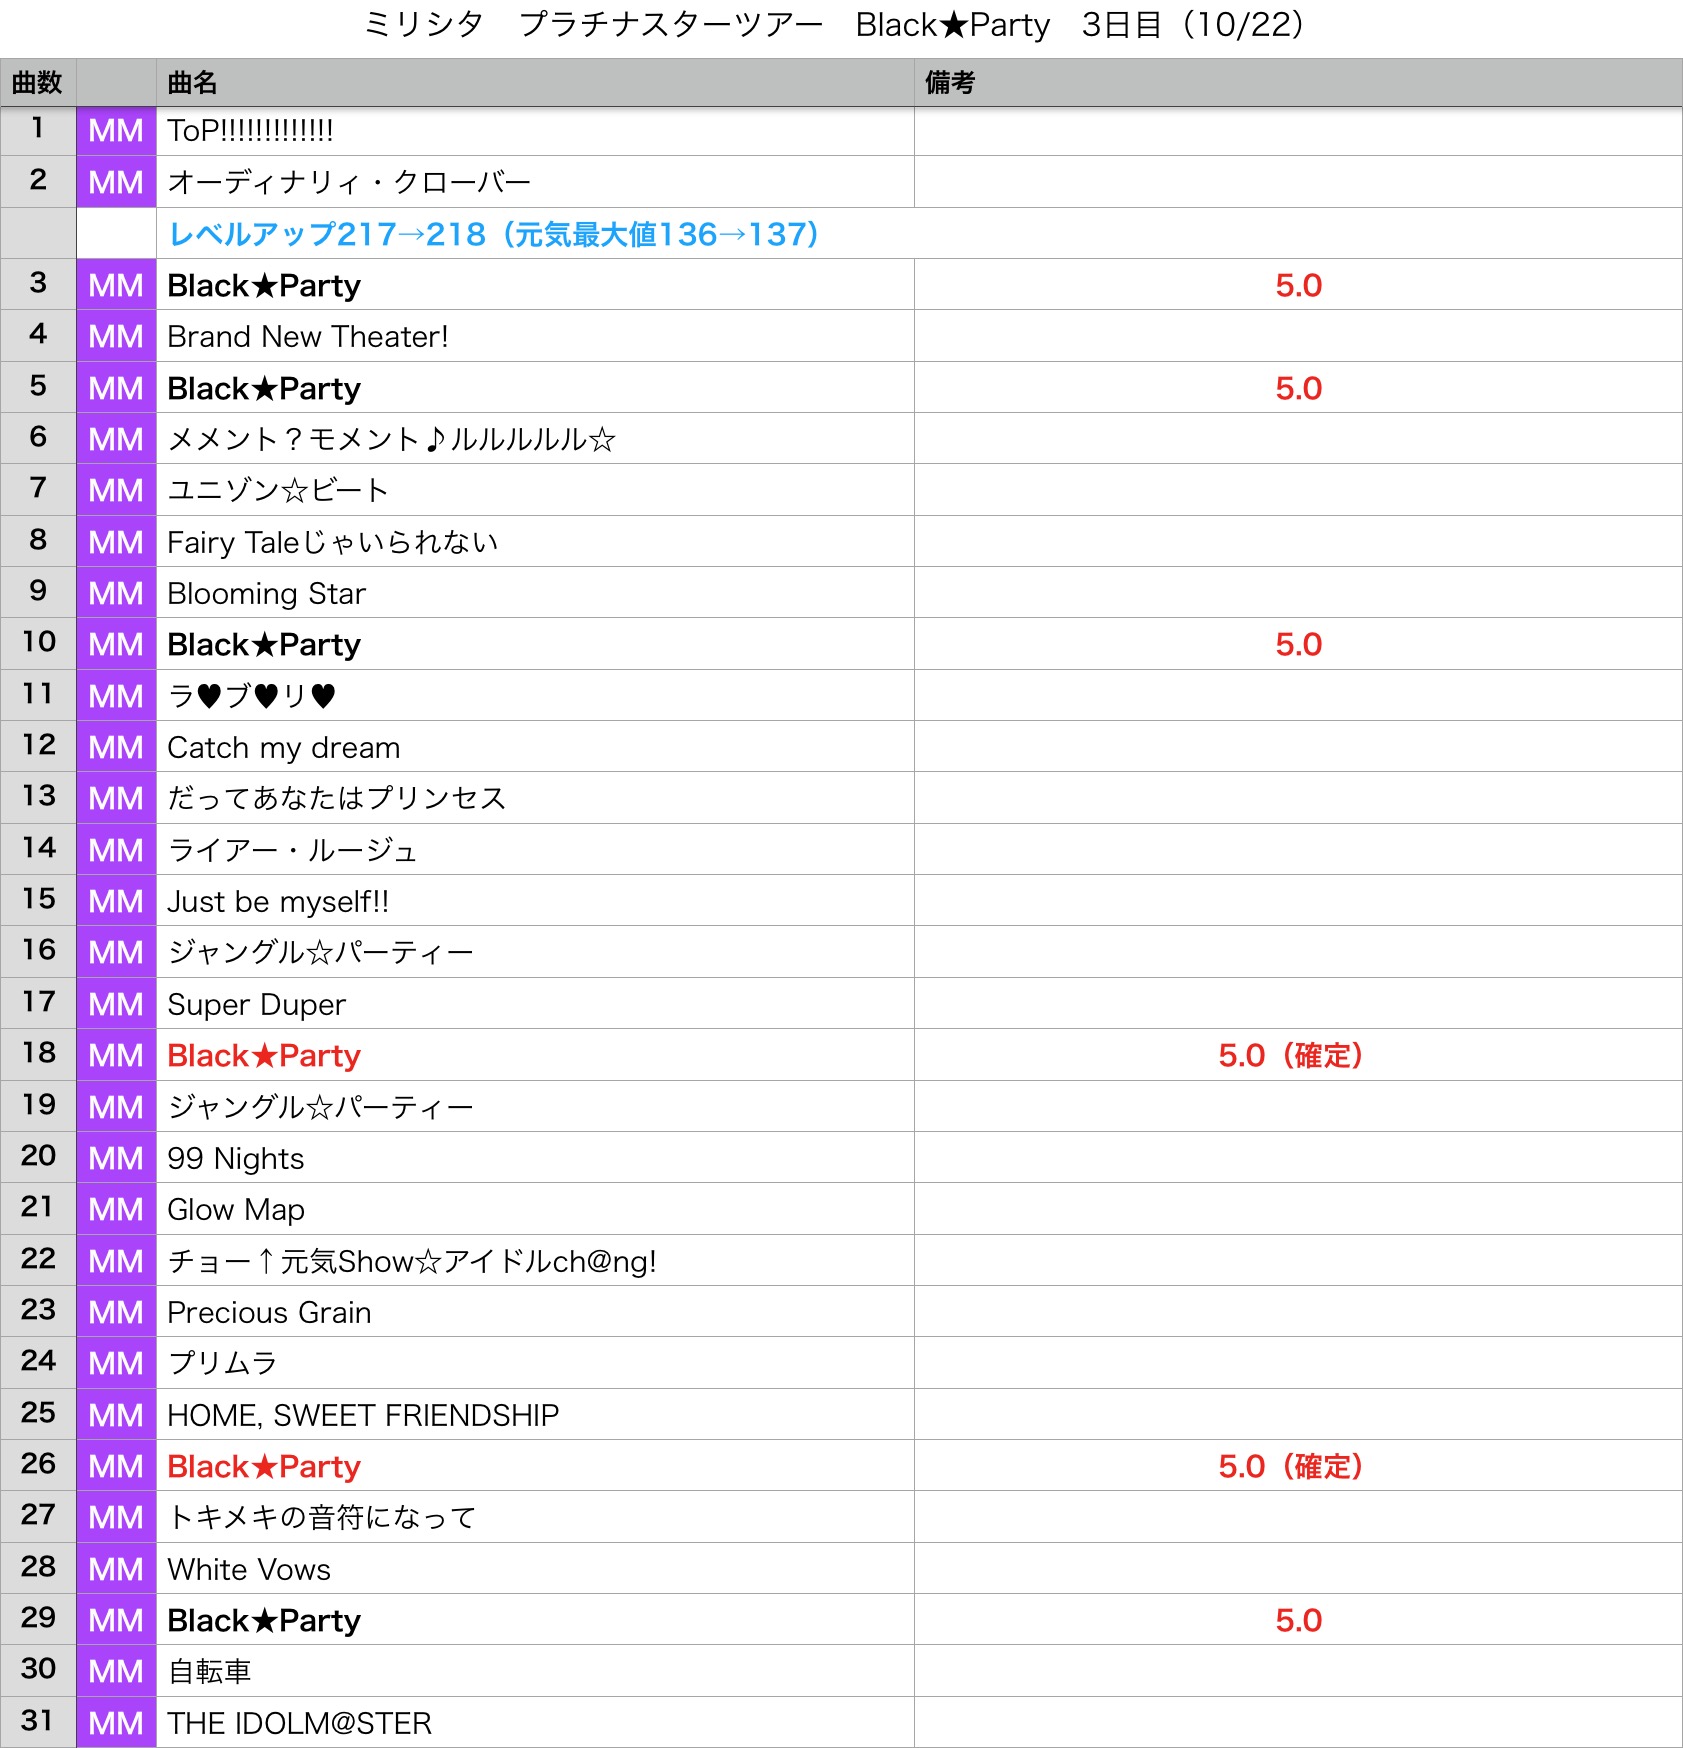 ミリシタ　プラチナスターツアー　Black★Party　3日目（10/22）
曲数 曲名 備考
1 MM ToP!!!!!!!!!!!!!
2 MM オーディナリィ・クローバー
レベルアップ217→218（元気最大値136→137）
3 MM Black★Party 5.0
4 MM Brand New Theater!
5 MM Black★Party 5.0
6 MM メメント？モメント♪ルルルルル☆
7 MM ユニゾン☆ビート
8 MM Fairy Taleじゃいられない
9 MM Blooming Star
10 MM Black★Party 5.0
11 MM ラ♥ブ♥リ♥
12 MM Catch my dream
13 MM だってあなたはプリンセス
14 MM ライアー・ルージュ
15 MM Just be myself!!
16 MM ジャングル☆パーティー
17 MM Super Duper
18 MM Black★Party 5.0（確定）
19 MM ジャングル☆パーティー
20 MM 99 Nights
21 MM Glow Map
22 MM チョー↑元気Show☆アイドルch@ng!
23 MM Precious Grain
24 MM プリムラ
25 MM HOME, SWEET FRIENDSHIP
26 MM Black★Party 5.0（確定）
27 MM トキメキの音符になって
28 MM White Vows
29 MM Black★Party 5.0
30 MM 自転車
31 MM THE IDOLM@STER